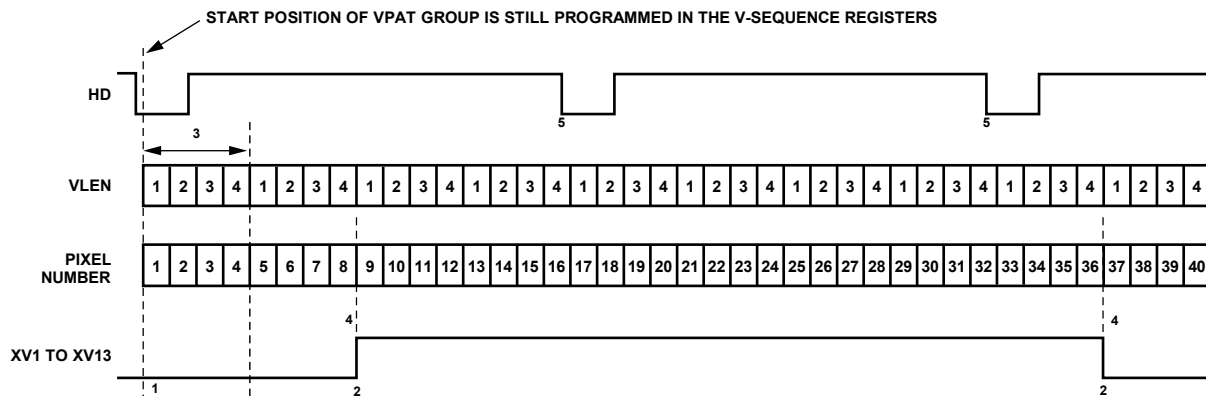 START POSITION OF VPAT GROUP IS STILL PROGRAMMED IN THE V-SEQUENCE REGISTERS
HD
5 5
3
VLEN 1 2 3 4 1 2 3 4 1 2 3 4 1 2 3 4 1 2 3 4 1 2 3 4 1 2 3 4 1 2 3 4 1 2 3 4 1 2 3 4
PIXEL
NUMBER
1 2 3 4 5 6 7 8 9 10 11 12 13 14 15 16 17 18 19 20 21 22 23 24 25 26 27 28 29 30 31 32 33 34 35 36 37 38 39 40
4 4
XV1 TO XV13
1 2 2